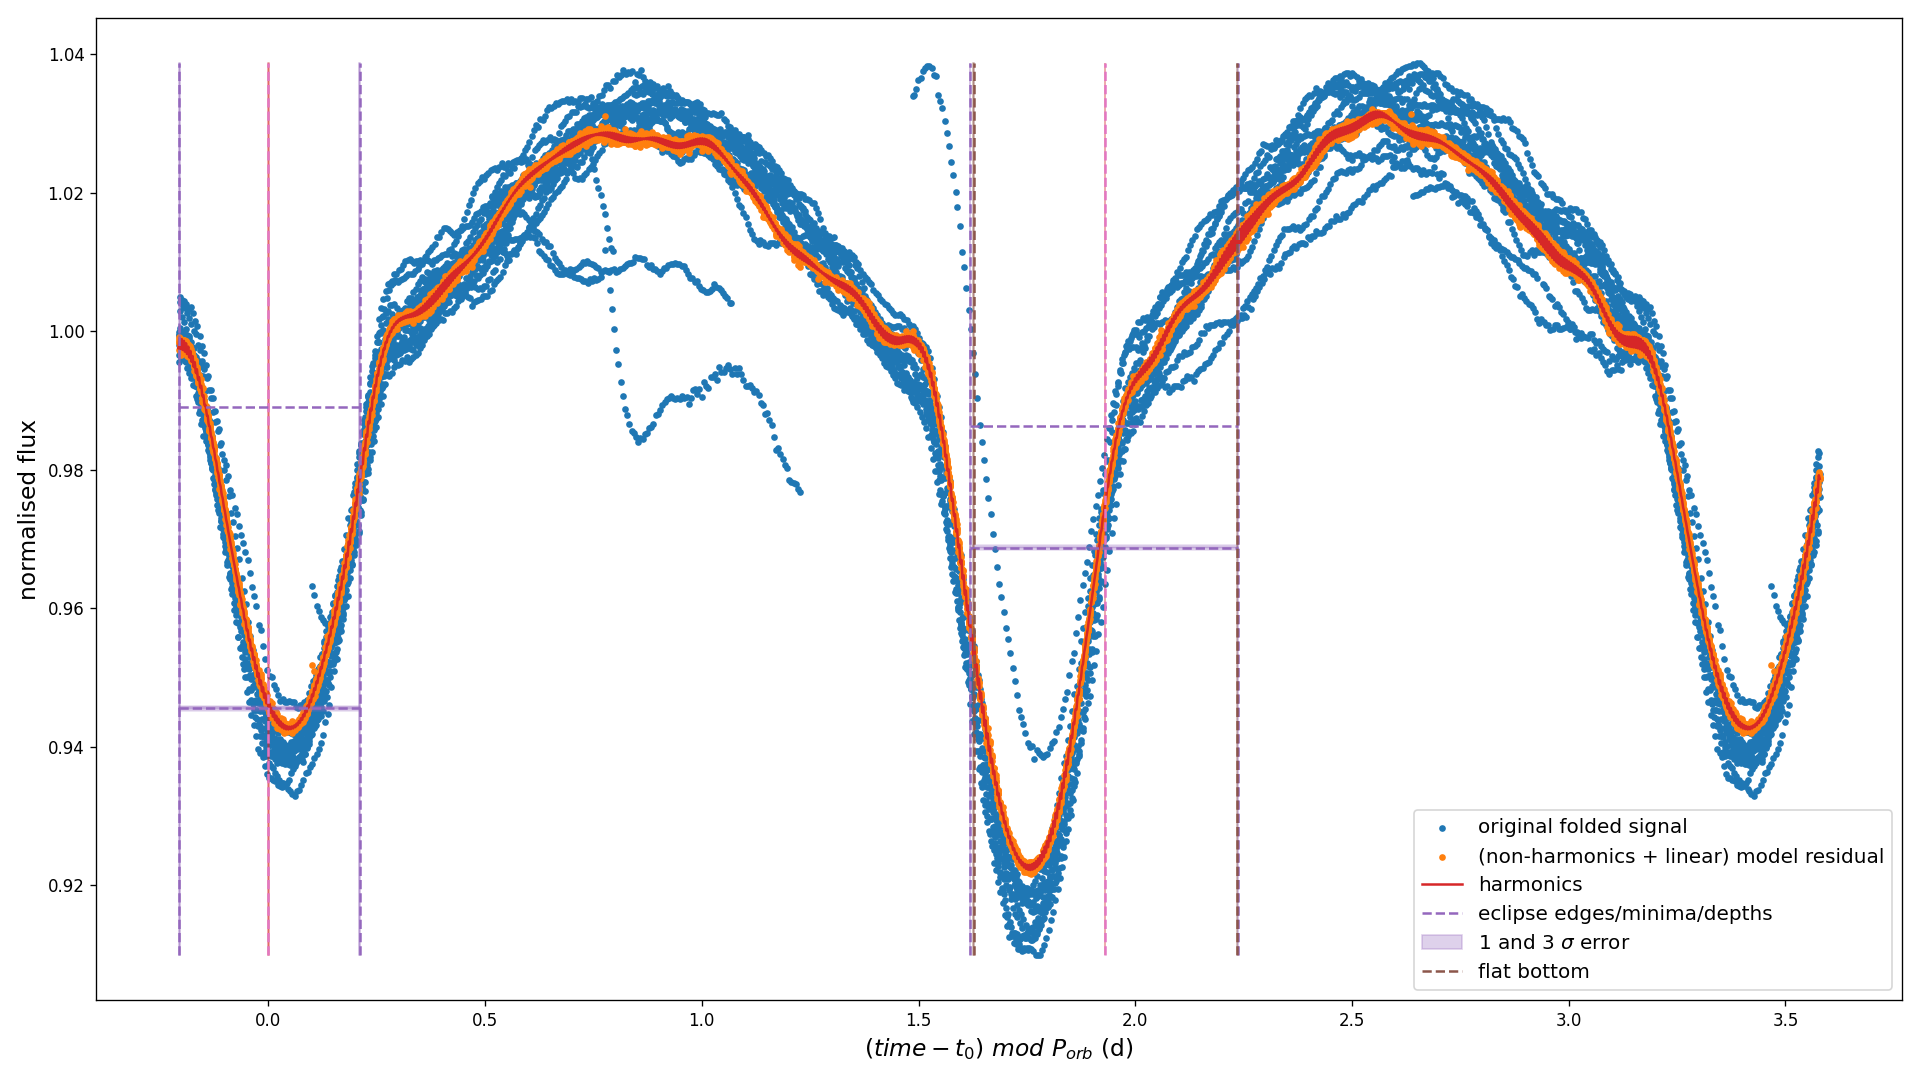 1.04
1.02
1.00
0.98
0.96
0.94
0.92
normalised flux
0.0 0.5 1.0 1.5 2.0 2.5 3.0 3.5
(time − t₀) mod P_orb (d)
original folded signal
(non-harmonics + linear) model residual
harmonics
eclipse edges/minima/depths
1 and 3 σ error
flat bottom